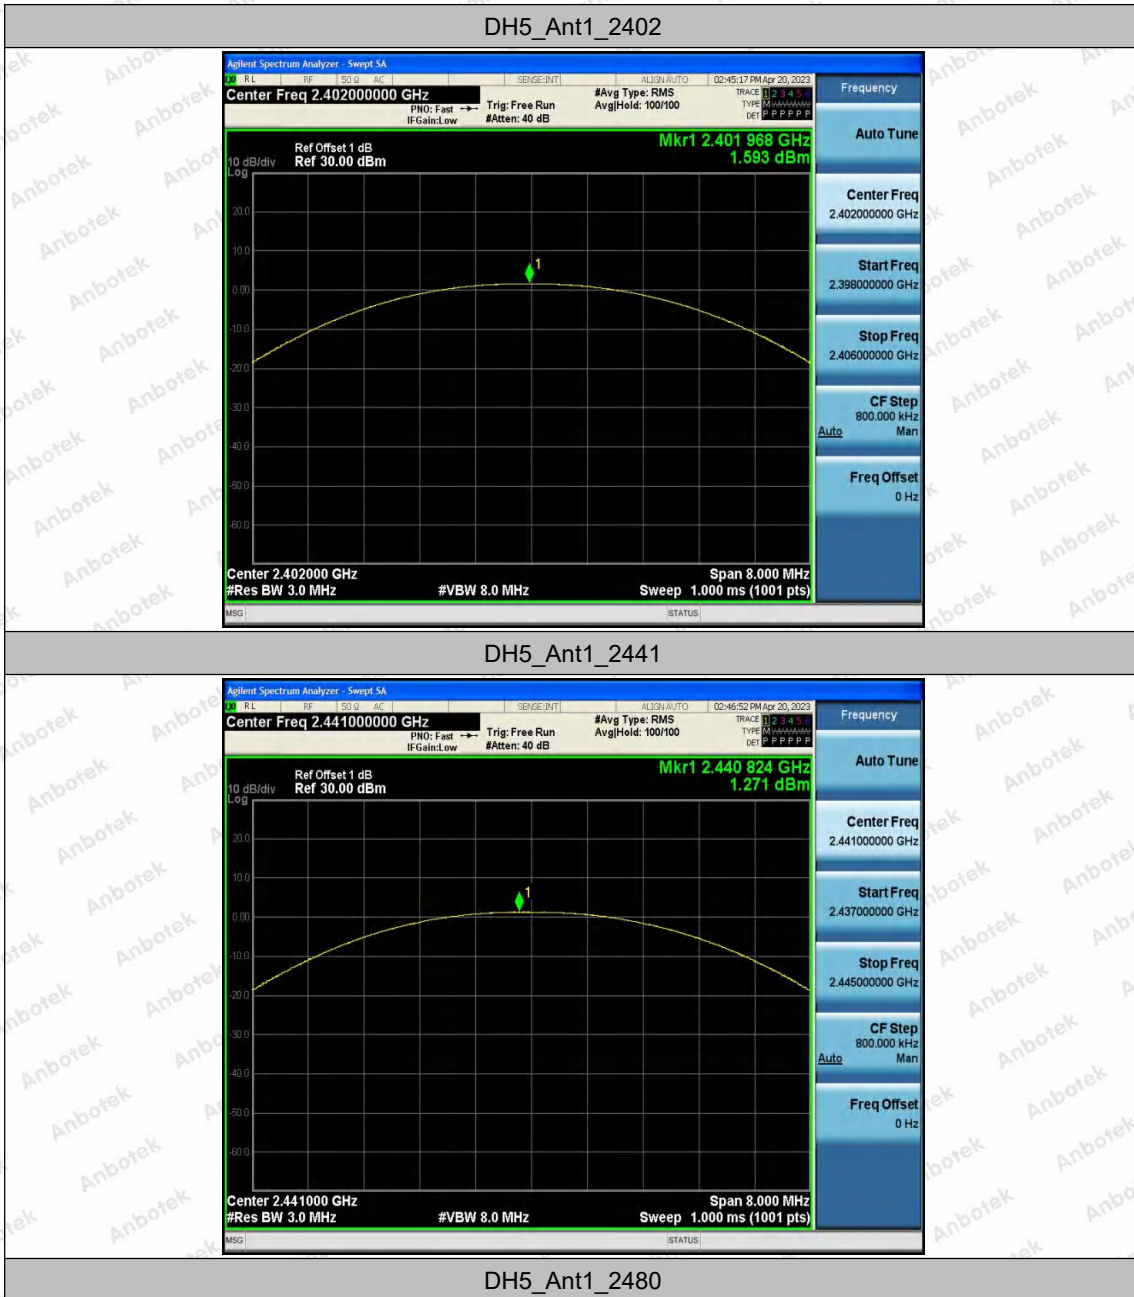 DH5_Ant1_2402
Agilent Spectrum Analyzer - Swept SA
RL RF 50 Ω AC SENSE:INT ALIGN AUTO 02:45:17 PM Apr 20, 2023
Center Freq 2.402000000 GHz
PNO: Fast
IFGain:Low
Trig: Free Run
#Atten: 40 dB
#Avg Type: RMS
Avg|Hold: 100/100
TRACE 1 2 3 4 5 6
TYPE M
DET P P P P P P
Frequency
Auto Tune
Mkr1 2.401 968 GHz
1.593 dBm
Ref Offset 1 dB
10 dB/div Ref 30.00 dBm
Log
20.0
10.0
0.00
-10.0
-20.0
-30.0
-40.0
-50.0
-60.0
1
Center Freq
2.402000000 GHz
Start Freq
2.398000000 GHz
Stop Freq
2.406000000 GHz
CF Step
800.000 kHz
Auto Man
Freq Offset
0 Hz
Center 2.402000 GHz Span 8.000 MHz
#Res BW 3.0 MHz #VBW 8.0 MHz Sweep 1.000 ms (1001 pts)
MSG STATUS
DH5_Ant1_2441
Agilent Spectrum Analyzer - Swept SA
RL RF 50 Ω AC SENSE:INT ALIGN AUTO 02:46:52 PM Apr 20, 2023
Center Freq 2.441000000 GHz
PNO: Fast
IFGain:Low
Trig: Free Run
#Atten: 40 dB
#Avg Type: RMS
Avg|Hold: 100/100
TRACE 1 2 3 4 5 6
TYPE M
DET P P P P P P
Frequency
Auto Tune
Mkr1 2.440 824 GHz
1.271 dBm
Ref Offset 1 dB
10 dB/div Ref 30.00 dBm
Log
20.0
10.0
0.00
-10.0
-20.0
-30.0
-40.0
-50.0
-60.0
1
Center Freq
2.441000000 GHz
Start Freq
2.437000000 GHz
Stop Freq
2.445000000 GHz
CF Step
800.000 kHz
Auto Man
Freq Offset
0 Hz
Center 2.441000 GHz Span 8.000 MHz
#Res BW 3.0 MHz #VBW 8.0 MHz Sweep 1.000 ms (1001 pts)
MSG STATUS
DH5_Ant1_2480